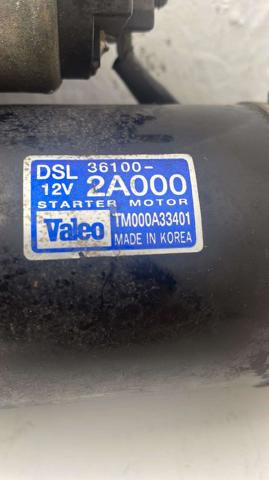 DSL 36100-
12V 2A000
STARTER MOTOR
Valeo TM000A33401
MADE IN KOREA